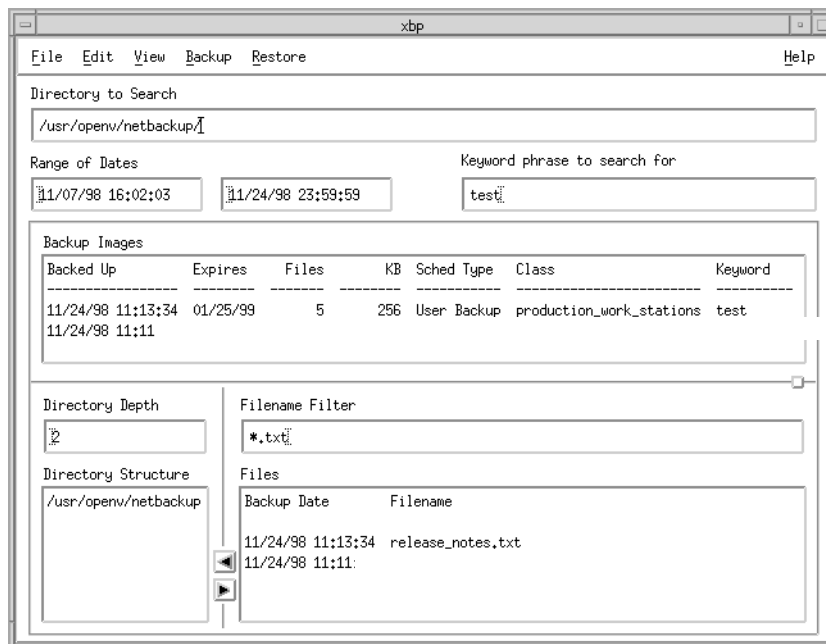 xbp
File Edit View Backup Restore Help
Directory to Search
/usr/openv/netbackup/
Range of Dates
Keyword phrase to search for
11/07/98 16:02:03 11/24/98 23:59:59 test
Backup Images
Backed Up Expires Files KB Sched Type Class Keyword
----------------- -------- ------- -------- ----------- ------------------------ ----------
11/24/98 11:13:34 01/25/99 5 256 User Backup production_work_stations test
11/24/98 11:11
Directory Depth Filename Filter
2 *.txt
Directory Structure Files
/usr/openv/netbackup Backup Date Filename
11/24/98 11:13:34 release_notes.txt
11/24/98 11:11: